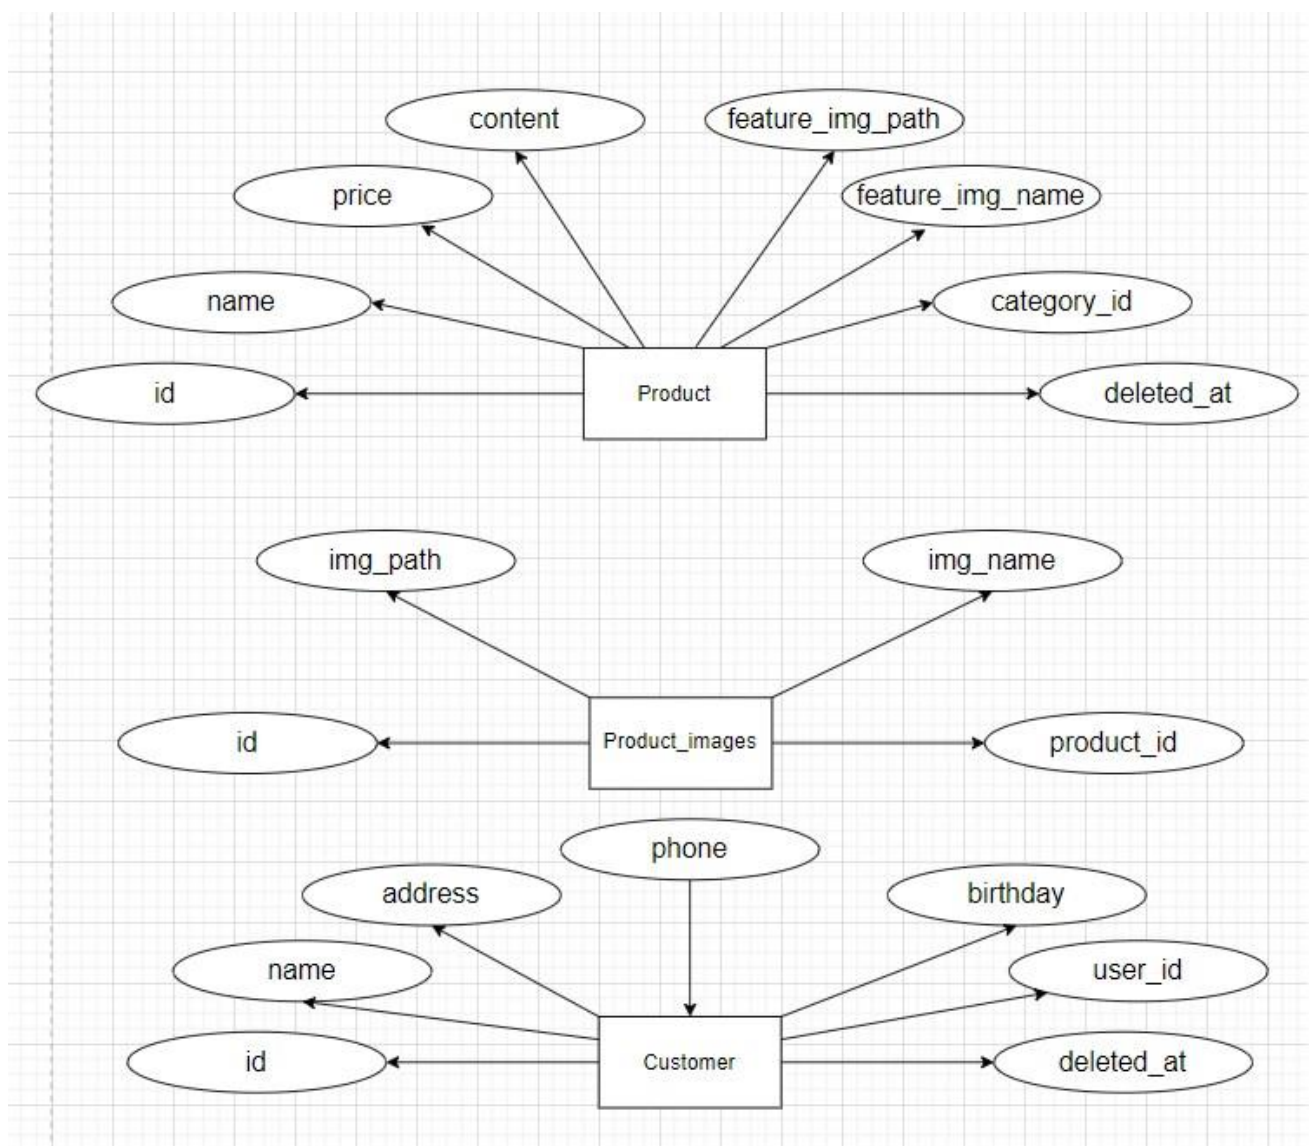 content
feature_img_path
price
feature_img_name
name
category_id
id
Product
deleted_at
img_path
img_name
id
Product_images
product_id
phone
address
birthday
name
user_id
id
Customer
deleted_at